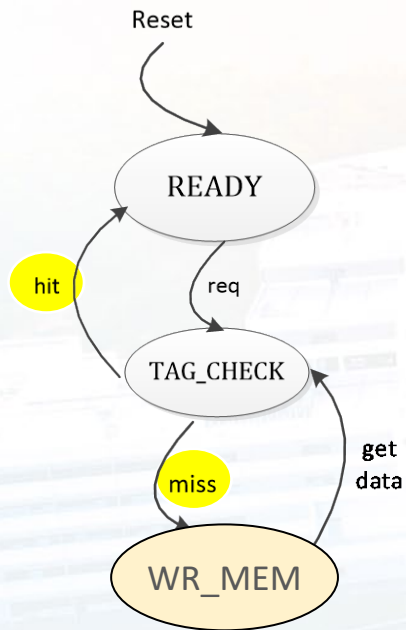 Reset
READY
hit
req
TAG_CHECK
get
data
miss
WR_MEM